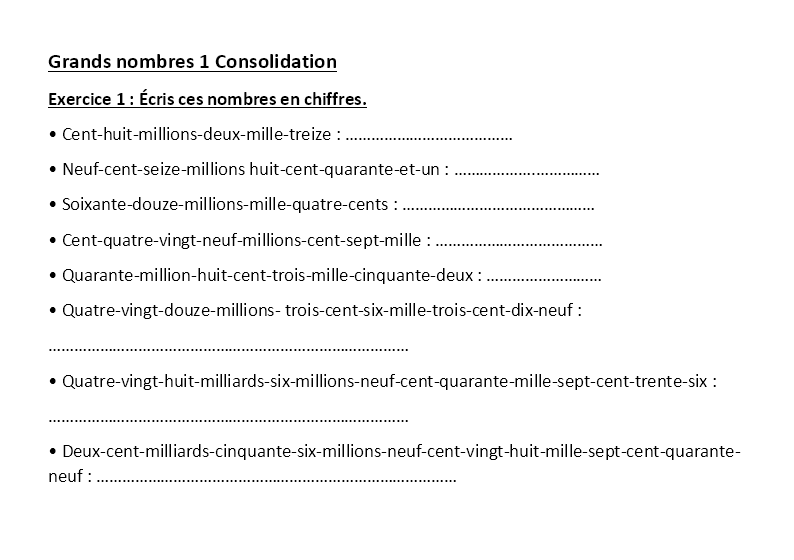 Grands nombres 1 Consolidation
Exercice 1 : Écris ces nombres en chiffres.
• Cent-huit-millions-deux-mille-treize : …………………………………
• Neuf-cent-seize-millions huit-cent-quarante-et-un : ……………………………
• Soixante-douze-millions-mille-quatre-cents : ………………………………………
• Cent-quatre-vingt-neuf-millions-cent-sept-mille : …………………………………
• Quarante-million-huit-cent-trois-mille-cinquante-deux : ………………………
• Quatre-vingt-douze-millions- trois-cent-six-mille-trois-cent-dix-neuf :
…………………………………………………………………………
• Quatre-vingt-huit-milliards-six-millions-neuf-cent-quarante-mille-sept-cent-trente-six :
…………………………………………………………………………
• Deux-cent-milliards-cinquante-six-millions-neuf-cent-vingt-huit-mille-sept-cent-quarante-
neuf : …………………………………………………………………………